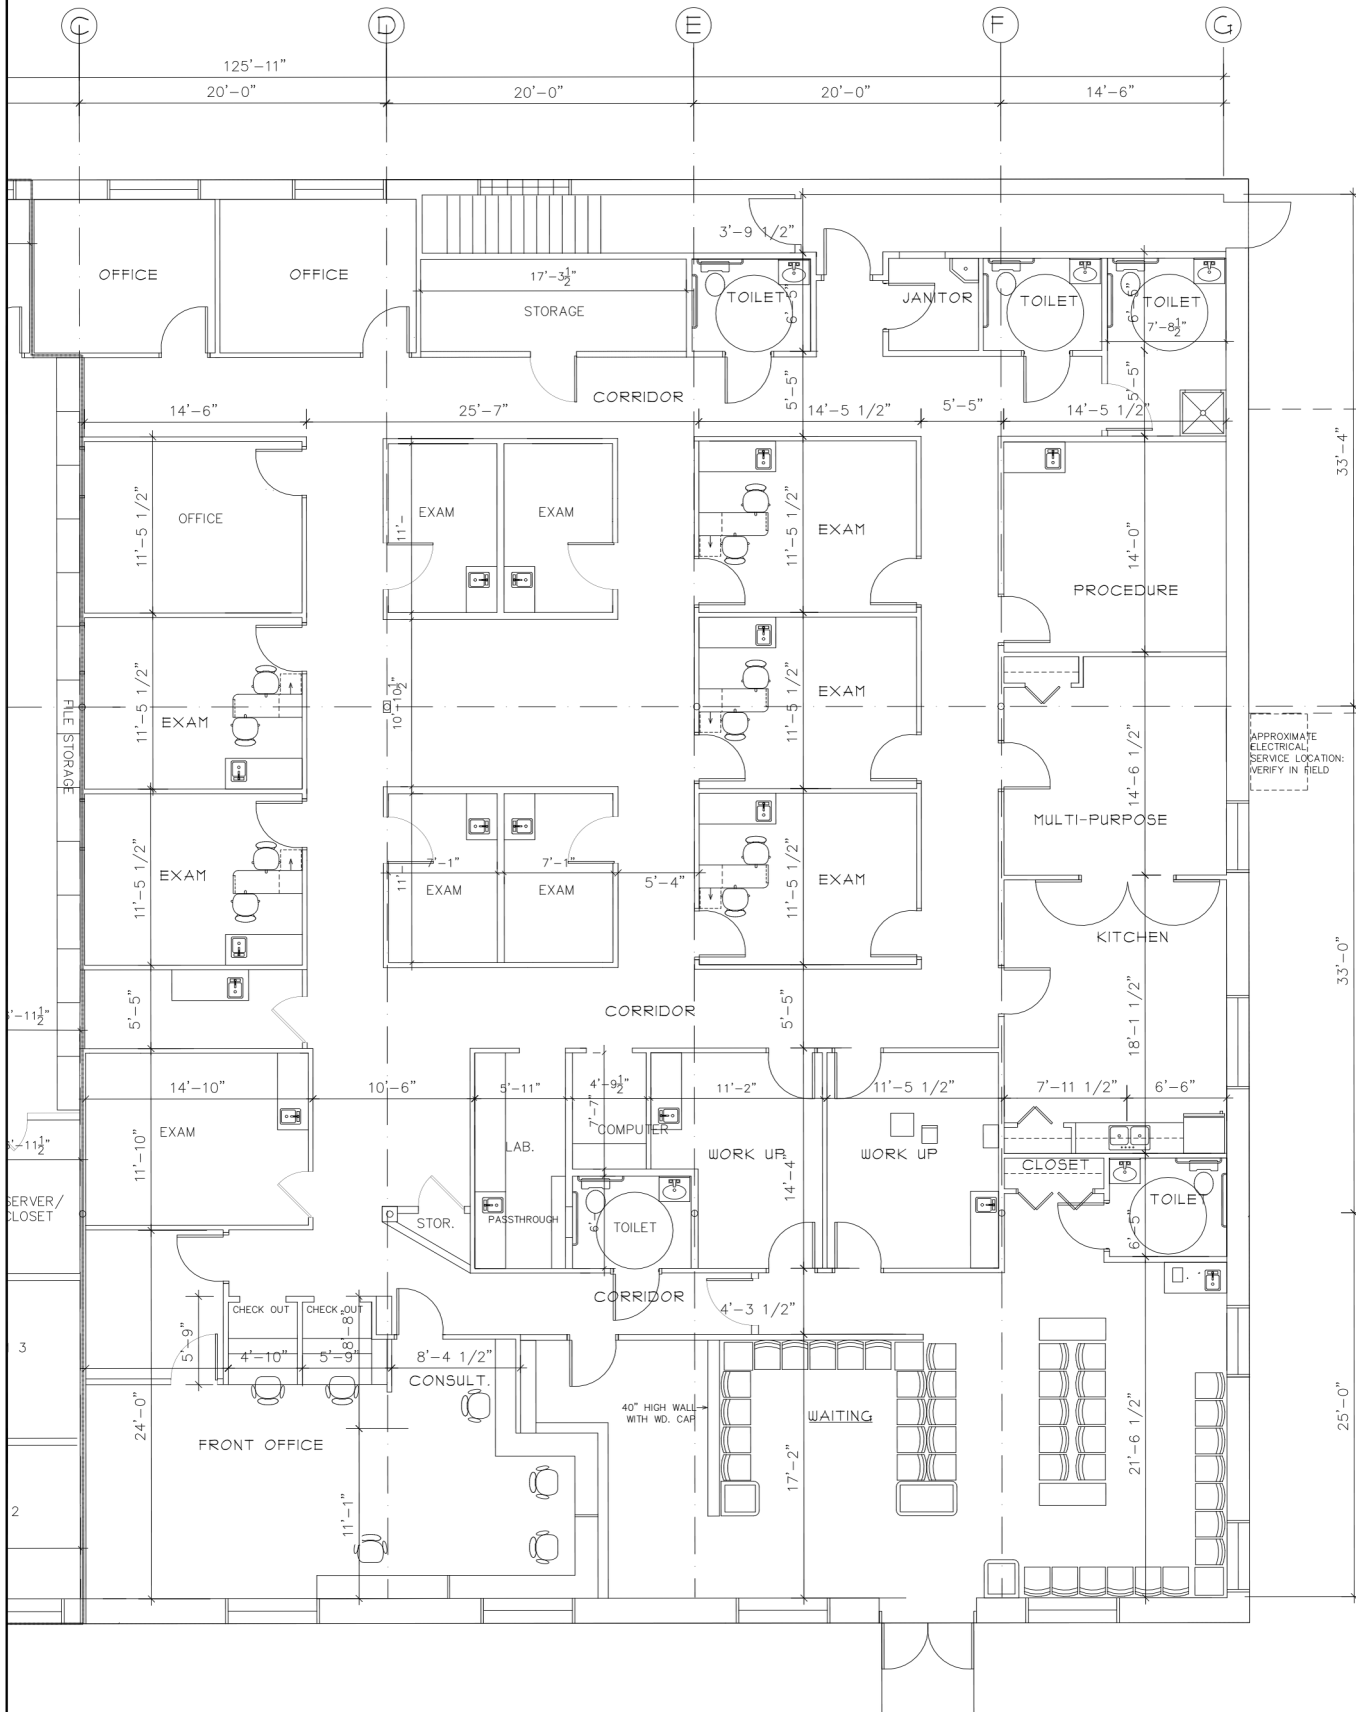 C D E F G
125'-11"
20'-0" 20'-0" 20'-0" 14'-6"
3'-9 1/2"
OFFICE OFFICE
17'-3½"
STORAGE
TOILET
6'-5"
JANITOR
TOILET
TOILET
6'-5"
7'-8½"
CORRIDOR
5'-5"
5'-5"
14'-6" 25'-7" 14'-5 1/2" 5'-5" 14'-5 1/2"
33'-4"
11'-5 1/2"
OFFICE
11'-
EXAM
EXAM
11'-5 1/2"
EXAM
14'-0"
PROCEDURE
FILE STORAGE
11'-5 1/2"
EXAM
10'-10½"
11'-5 1/2"
EXAM
14'-6 1/2"
MULTI-PURPOSE
APPROXIMATE
ELECTRICAL
SERVICE LOCATION:
VERIFY IN FIELD
11'-5 1/2"
EXAM
11'-
7'-1" 7'-1"
EXAM EXAM
5'-4"
11'-5 1/2"
EXAM
KITCHEN
33'-0"
5'-5"
CORRIDOR
5'-5"
18'-1 1/2"
'-11½"
14'-10" 10'-6" 5'-11" 4'-9½" 11'-2" 11'-5 1/2" 7'-11 1/2" 6'-6"
EXAM
11'-10"
'-11½"
LAB.
7'-7"
COMPUTER
WORK UP
14'-4"
WORK UP
CLOSET
SERVER/
CLOSET
STOR.
PASSTHROUGH
6'-
TOILET
TOILET
6'-5"
CORRIDOR
4'-3 1/2"
CHECK OUT CHECK OUT
5'-9"
8'-8"
3
4'-10" 5'-9" 8'-4 1/2"
CONSULT.
24'-0"
FRONT OFFICE
40" HIGH WALL
WITH WD. CAP
WAITING
17'-2"
21'-6 1/2"
25'-0"
11'-1"
2